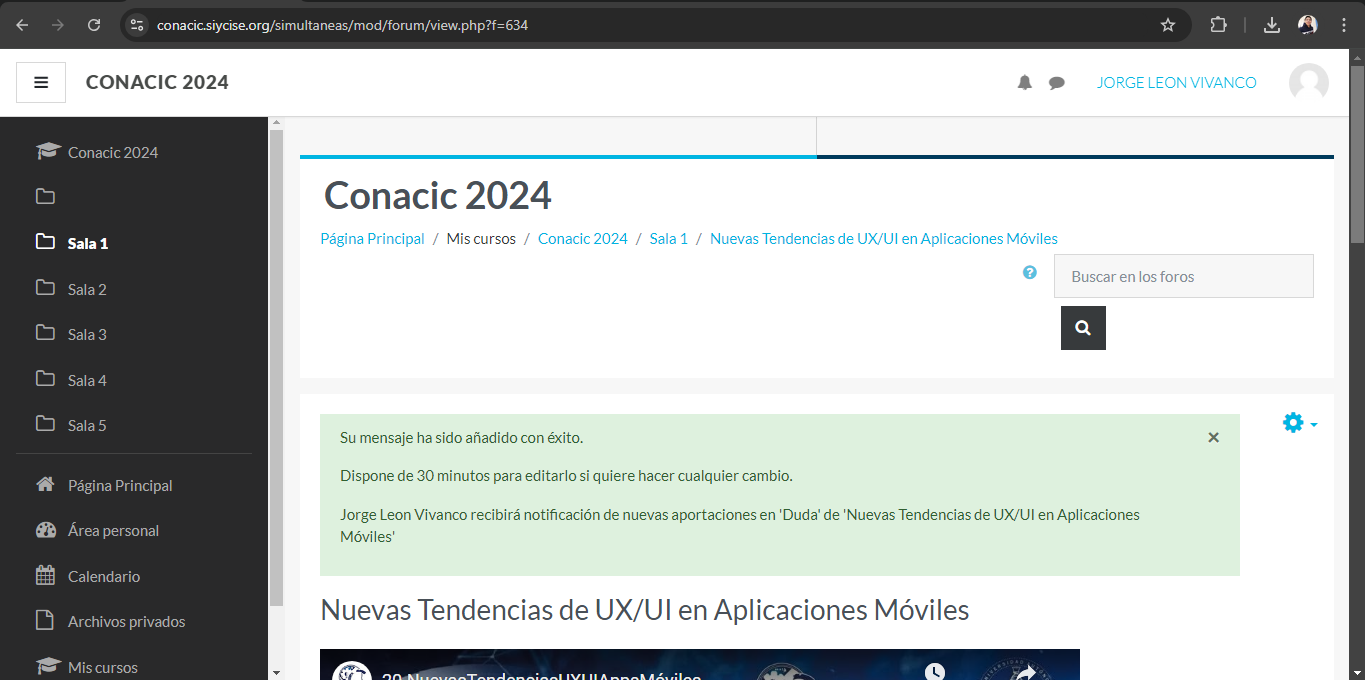 conacic.siycise.org/simultaneas/mod/forum/view.php?f=634
CONACIC 2024
JORGE LEON VIVANCO
Conacic 2024
Sala 1
Sala 2
Sala 3
Sala 4
Sala 5
Página Principal
Área personal
Calendario
Archivos privados
Mis cursos
Conacic 2024
Página Principal / Mis cursos / Conacic 2024 / Sala 1 / Nuevas Tendencias de UX/UI en Aplicaciones Móviles
Buscar en los foros
Su mensaje ha sido añadido con éxito.
Dispone de 30 minutos para editarlo si quiere hacer cualquier cambio.
Jorge Leon Vivanco recibirá notificación de nuevas aportaciones en 'Duda' de 'Nuevas Tendencias de UX/UI en Aplicaciones
Móviles'
Nuevas Tendencias de UX/UI en Aplicaciones Móviles